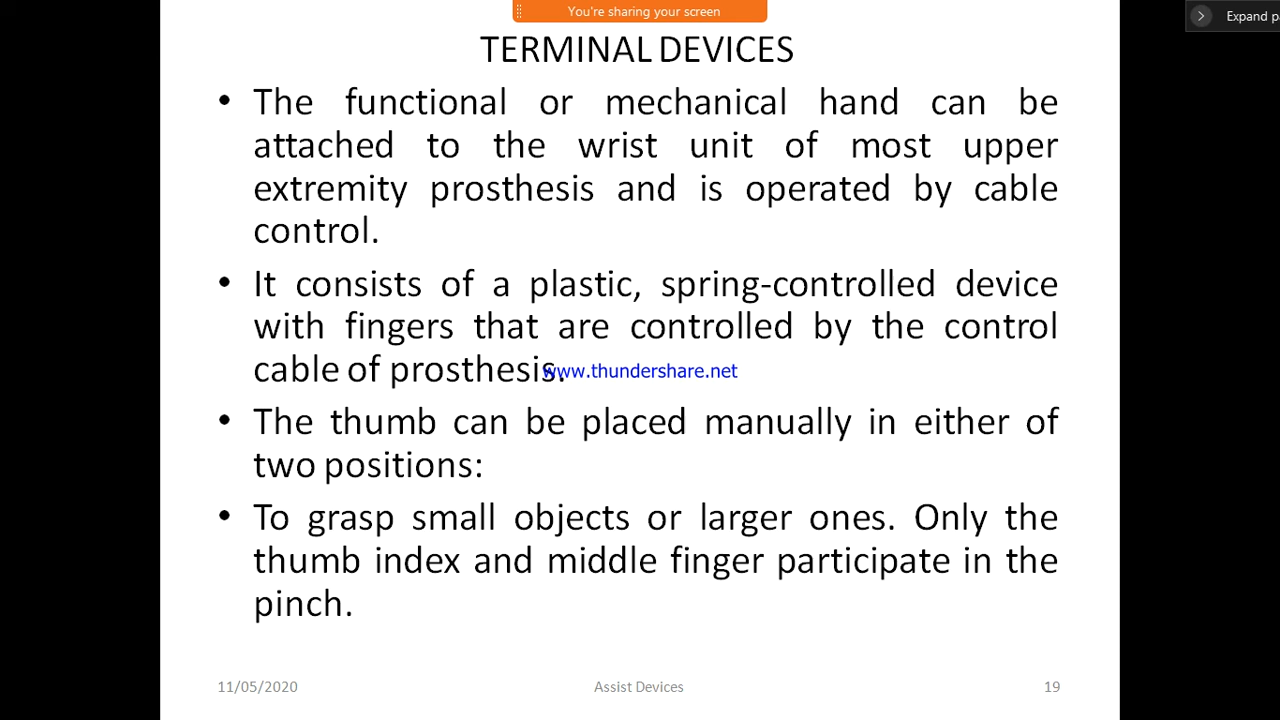 You're sharing your screen
Expand p
TERMINAL DEVICES
• The functional or mechanical hand can be
attached to the wrist unit of most upper
extremity prosthesis and is operated by cable
control.
• It consists of a plastic, spring-controlled device
with fingers that are controlled by the control
cable of prosthesis.
www.thundershare.net
• The thumb can be placed manually in either of
two positions:
• To grasp small objects or larger ones. Only the
thumb index and middle finger participate in the
pinch.
11/05/2020
Assist Devices
19